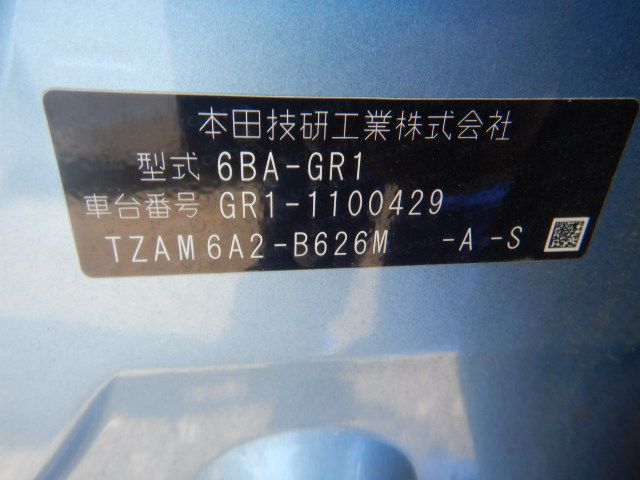 本田技研工業株式会社
型式 6BA-GR1
車台番号 GR1-1100429
TZAM6A2-B626M -A -S